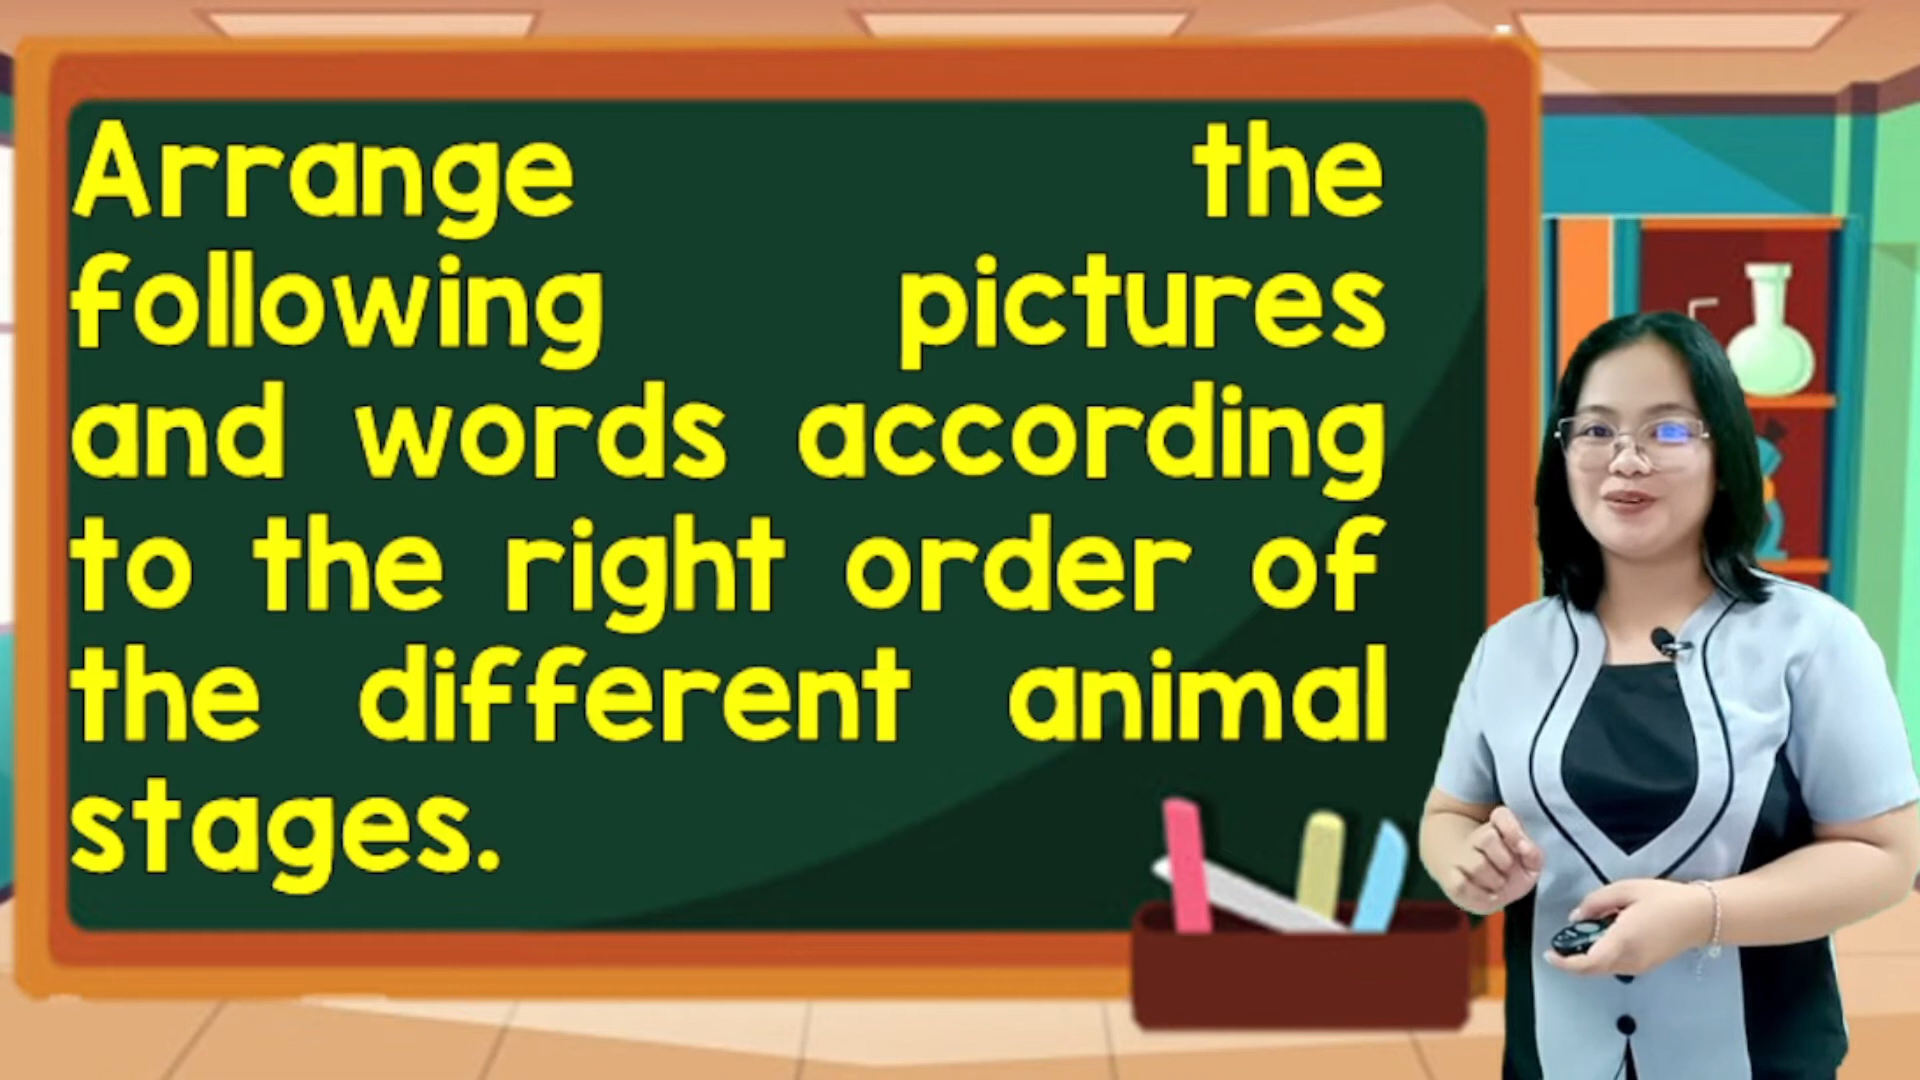 Arrange the
following pictures
and words according
to the right order of
the different animal
stages.